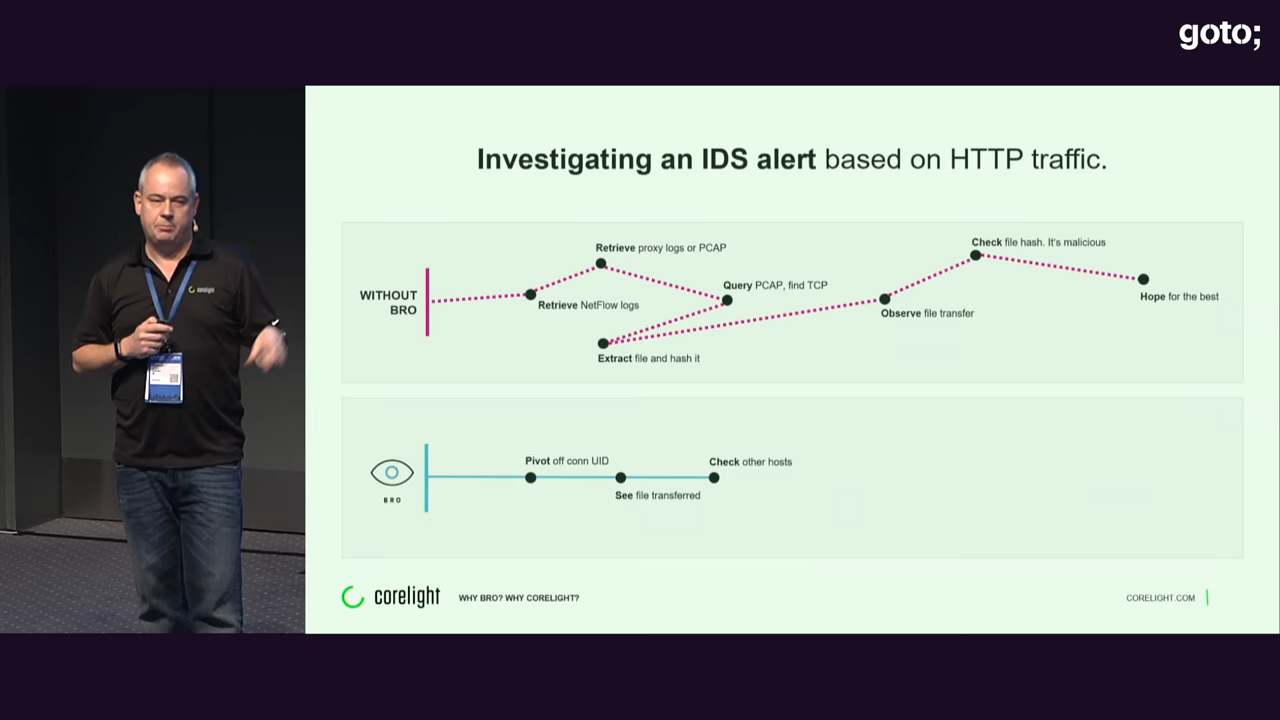 goto;
Investigating an IDS alert based on HTTP traffic.
WITHOUT
BRO
Retrieve NetFlow logs
Retrieve proxy logs or PCAP
Query PCAP, find TCP
Extract file and hash it
Observe file transfer
Check file hash. It's malicious
Hope for the best
BRO
Pivot off conn UID
See file transferred
Check other hosts
corelight
WHY BRO? WHY CORELIGHT?
CORELIGHT.COM
corelight